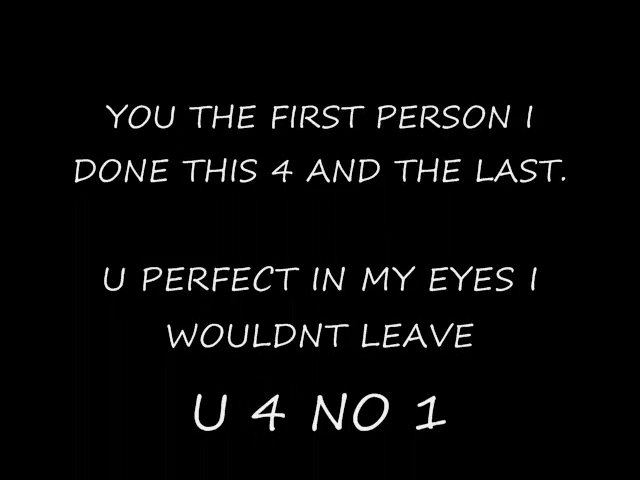 YOU THE FIRST PERSON I
DONE THIS 4 AND THE LAST.
U PERFECT IN MY EYES I
WOULDNT LEAVE
U 4 NO 1